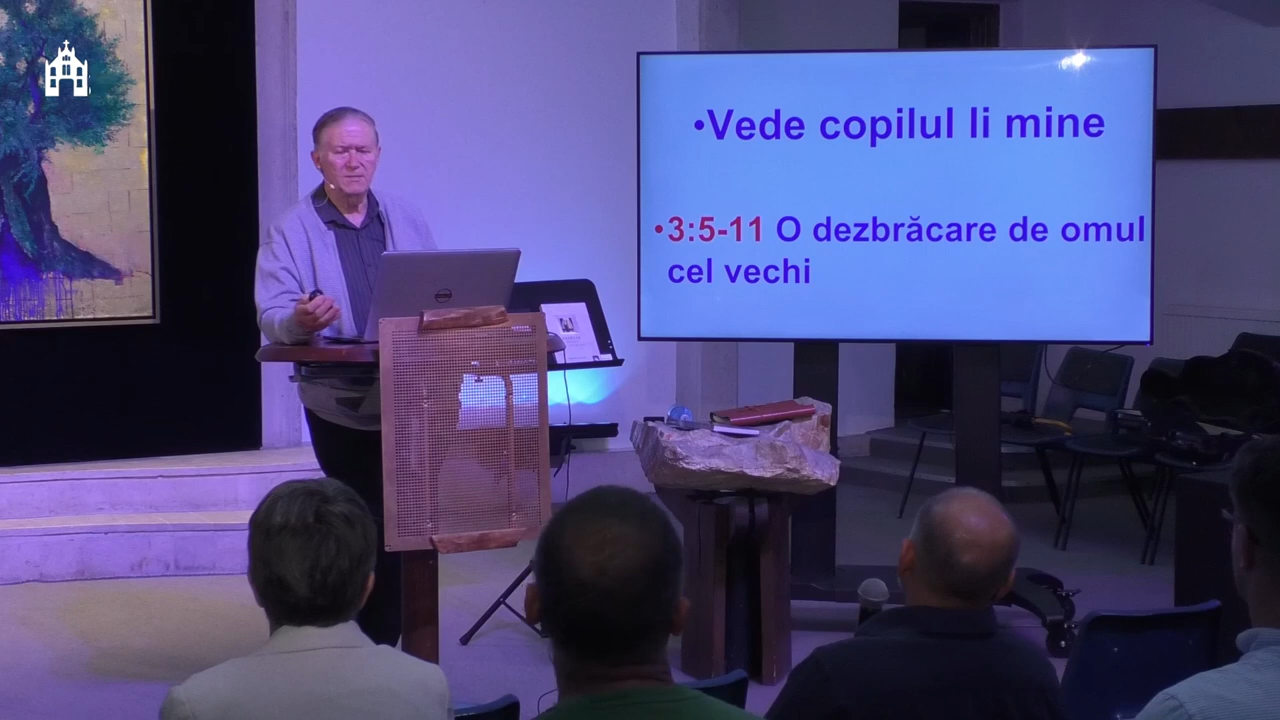 •Vede copilul li mine
•3:5-11 O dezbrăcare de omul
cel vechi